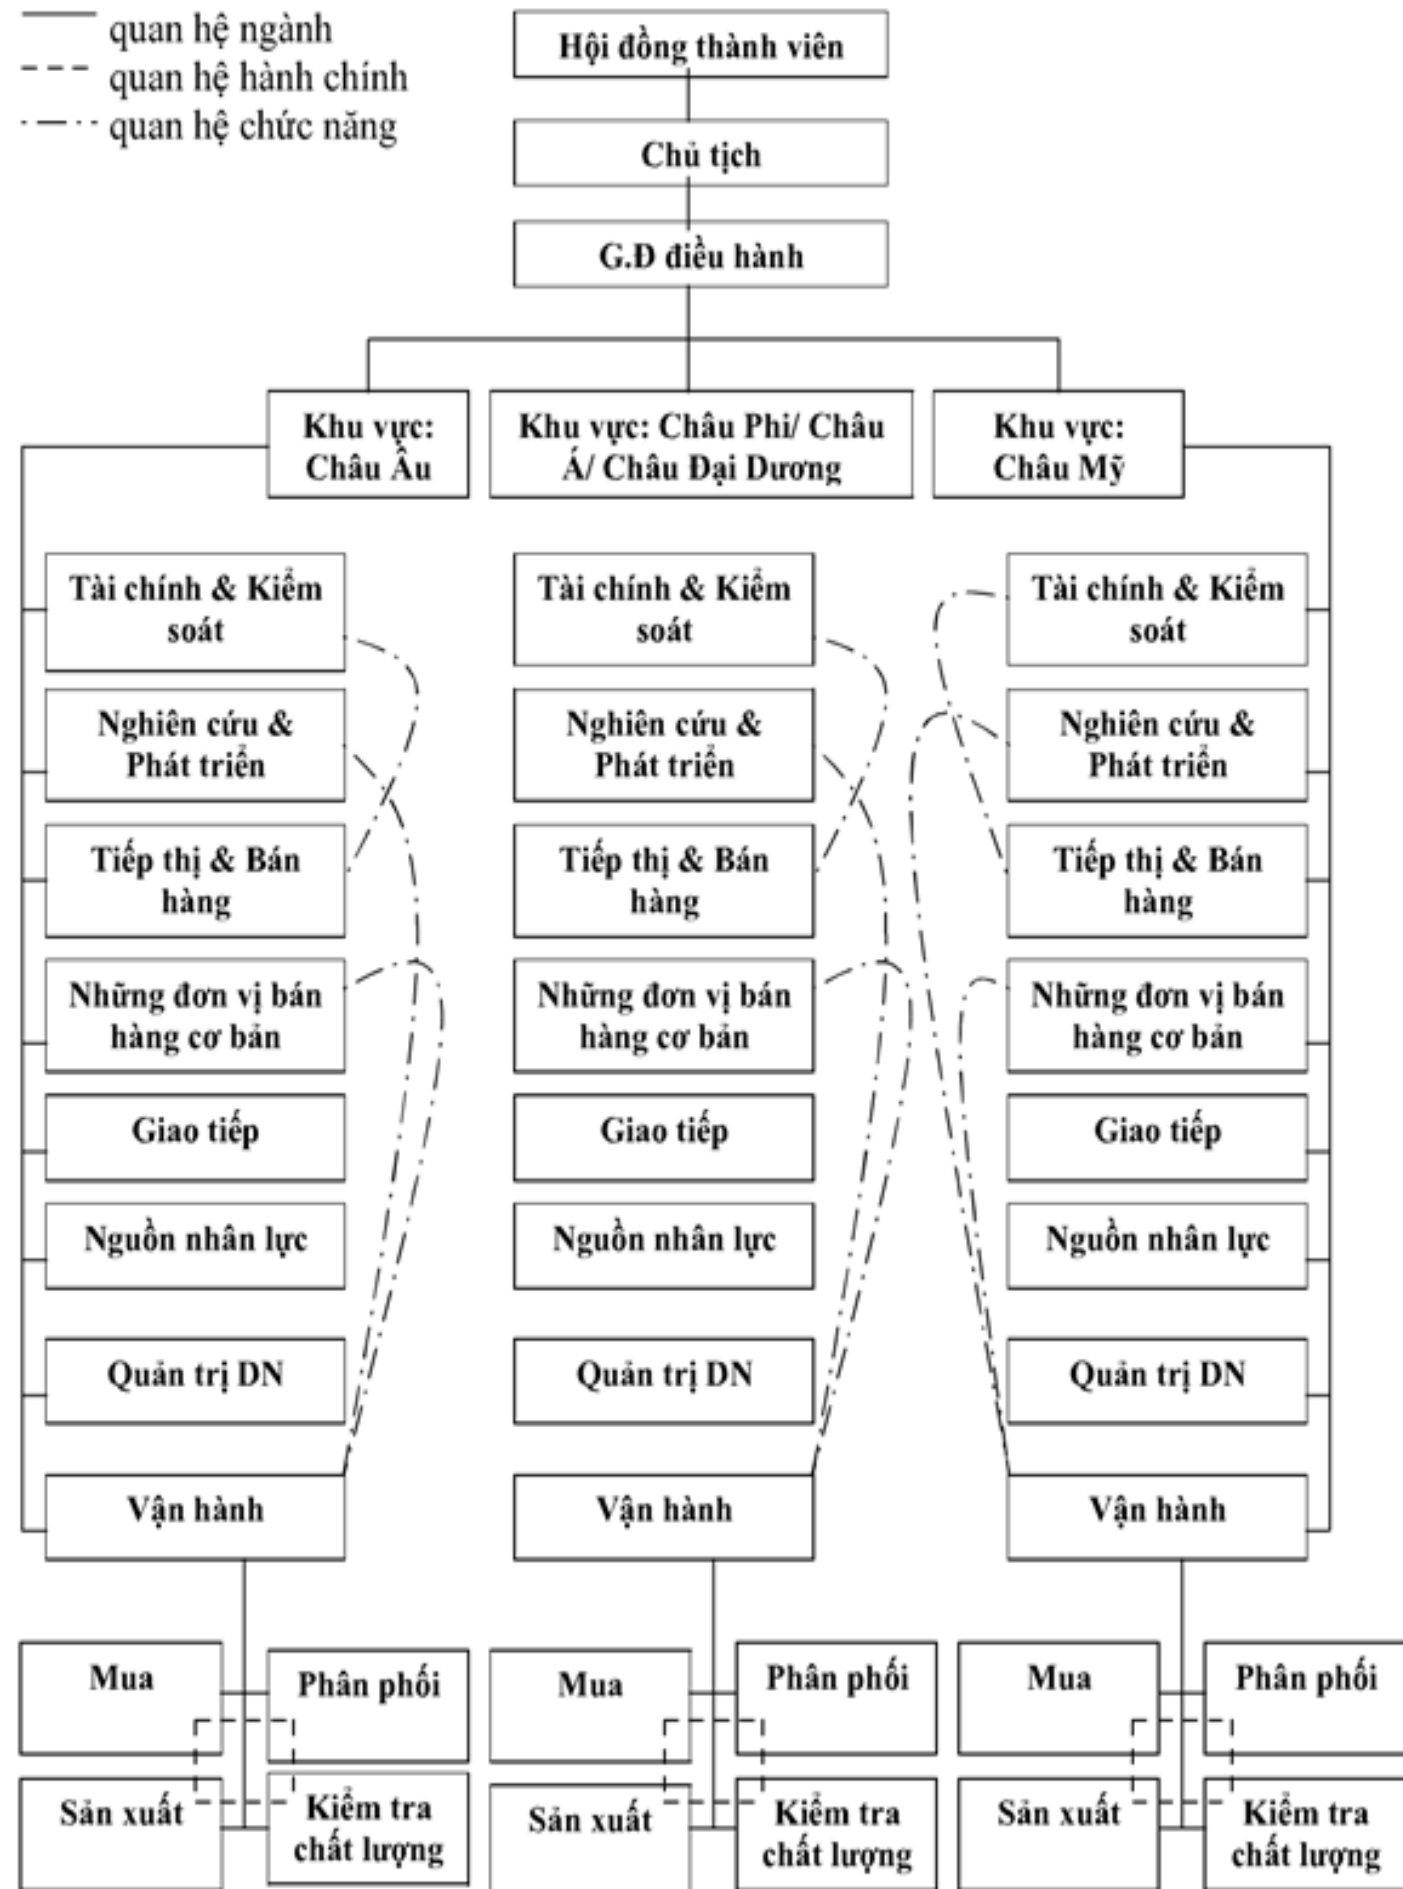 quan hệ ngành
quan hệ hành chính
quan hệ chức năng
Hội đồng thành viên
Chủ tịch
G.Đ điều hành
Khu vực:
Châu Âu
Khu vực: Châu Phi/ Châu
Á/ Châu Đại Dương
Khu vực:
Châu Mỹ
Tài chính & Kiểm
soát
Nghiên cứu &
Phát triển
Tiếp thị & Bán
hàng
Những đơn vị bán
hàng cơ bản
Giao tiếp
Nguồn nhân lực
Quản trị DN
Vận hành
Mua
Phân phối
Sản xuất
Kiểm tra
chất lượng
Tài chính & Kiểm
soát
Nghiên cứu &
Phát triển
Tiếp thị & Bán
hàng
Những đơn vị bán
hàng cơ bản
Giao tiếp
Nguồn nhân lực
Quản trị DN
Vận hành
Mua
Phân phối
Sản xuất
Kiểm tra
chất lượng
Tài chính & Kiểm
soát
Nghiên cứu &
Phát triển
Tiếp thị & Bán
hàng
Những đơn vị bán
hàng cơ bản
Giao tiếp
Nguồn nhân lực
Quản trị DN
Vận hành
Mua
Phân phối
Sản xuất
Kiểm tra
chất lượng